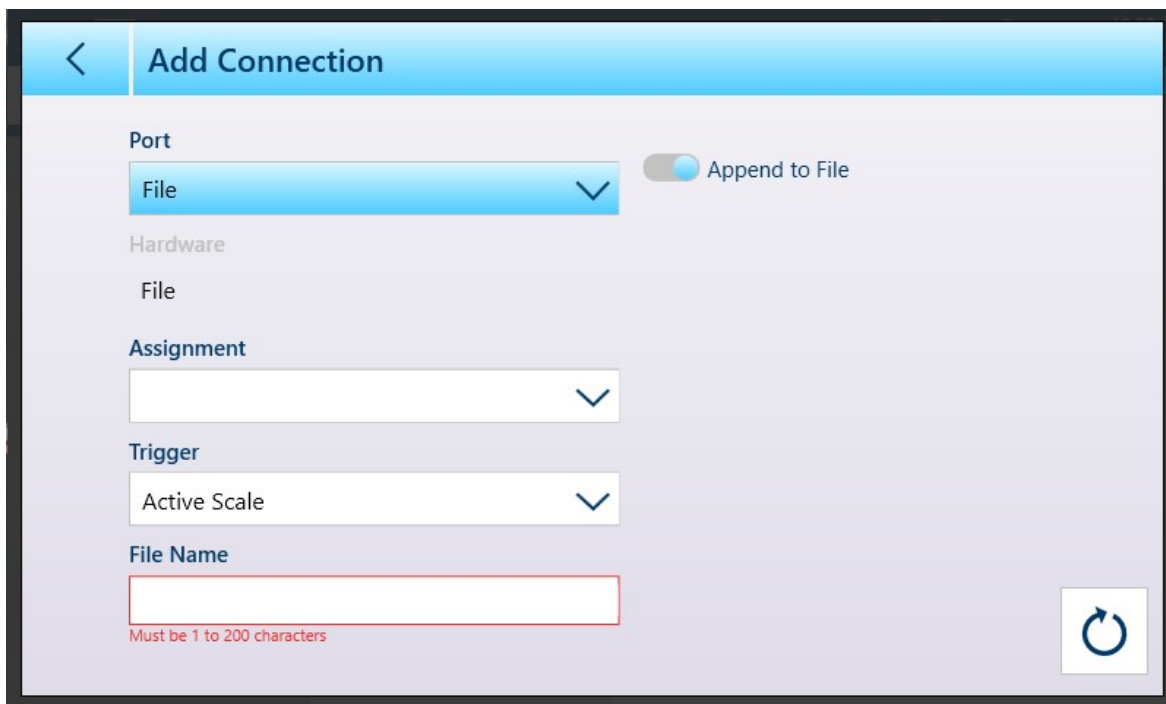 Add Connection
Port
File
Append to File
Hardware
File
Assignment
Trigger
Active Scale
File Name
Must be 1 to 200 characters